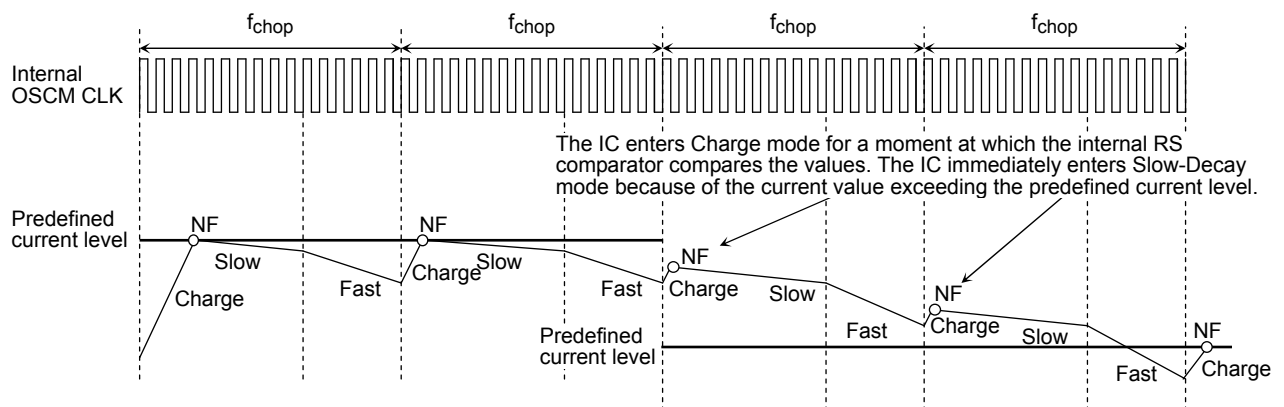 fchop
fchop
fchop
fchop
Internal
OSCM CLK
The IC enters Charge mode for a moment at which the internal RS
comparator compares the values. The IC immediately enters Slow-Decay
mode because of the current value exceeding the predefined current level.
Predefined
current level
NF
Slow
Charge
Fast
NF
Charge
Slow
Fast
NF
Charge
Slow
Fast
NF
Charge
Slow
Fast
Predefined
current level
NF
Charge